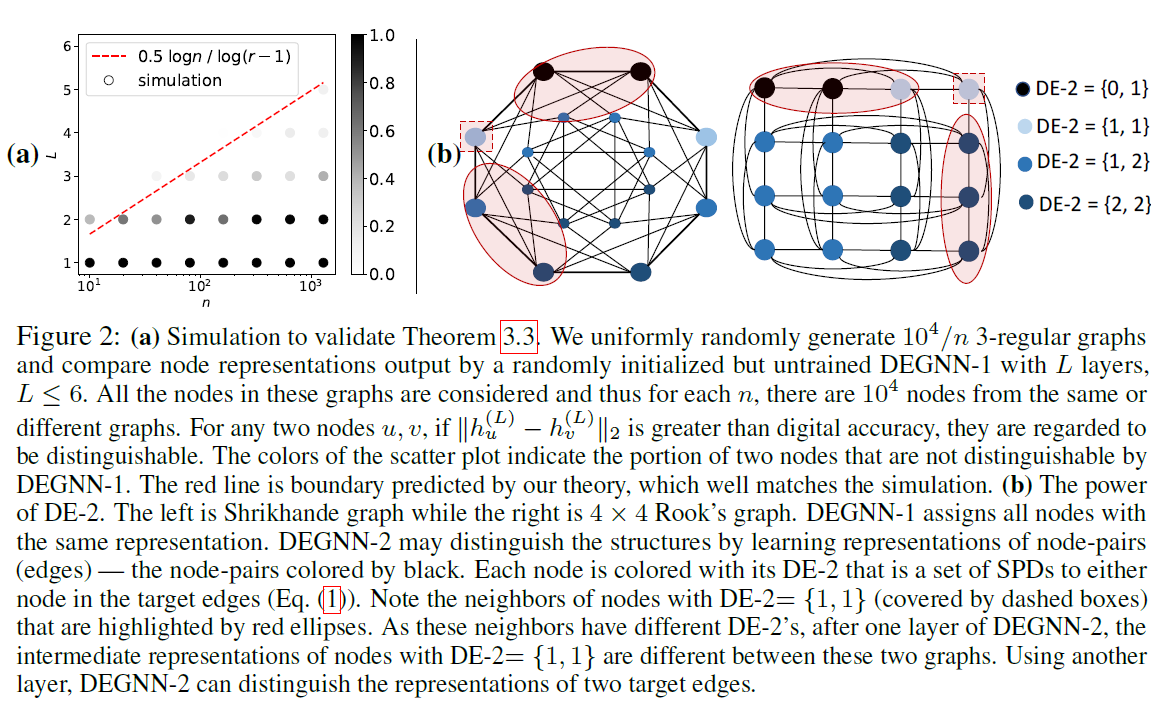 (a)
L
6
5
4
3
2
1
0.5 logn / log(r − 1)
simulation
10^1
10^2
10^3
n
1.0
0.8
0.6
0.4
0.2
0.0
(b)
DE-2 = {0, 1}
DE-2 = {1, 1}
DE-2 = {1, 2}
DE-2 = {2, 2}
Figure 2: (a) Simulation to validate Theorem 3.3. We uniformly randomly generate 10^4/n 3-regular graphs
and compare node representations output by a randomly initialized but untrained DEGNN-1 with L layers,
L ≤ 6. All the nodes in these graphs are considered and thus for each n, there are 10^4 nodes from the same or
different graphs. For any two nodes u, v, if ‖h_u^(L) − h_v^(L)‖_2 is greater than digital accuracy, they are regarded to
be distinguishable. The colors of the scatter plot indicate the portion of two nodes that are not distinguishable by
DEGNN-1. The red line is boundary predicted by our theory, which well matches the simulation. (b) The power
of DE-2. The left is Shrikhande graph while the right is 4 × 4 Rook's graph. DEGNN-1 assigns all nodes with
the same representation. DEGNN-2 may distinguish the structures by learning representations of node-pairs
(edges) — the node-pairs colored by black. Each node is colored with its DE-2 that is a set of SPDs to either
node in the target edges (Eq. (1)). Note the neighbors of nodes with DE-2= {1, 1} (covered by dashed boxes)
that are highlighted by red ellipses. As these neighbors have different DE-2's, after one layer of DEGNN-2, the
intermediate representations of nodes with DE-2= {1, 1} are different between these two graphs. Using another
layer, DEGNN-2 can distinguish the representations of two target edges.